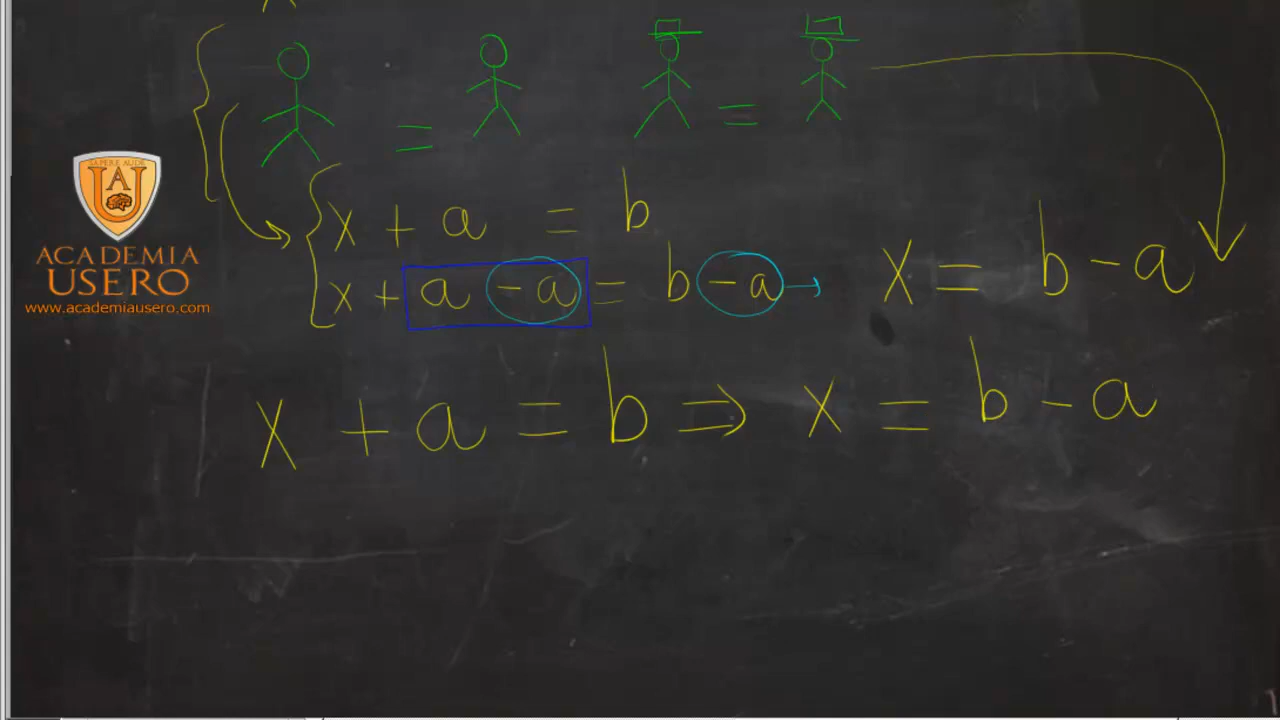 =
=
x + a = b
x + a - a = b - a → x = b - a
x + a = b ⇒ x = b - a
SAPERE AUDE
UA
ACADEMIA
USERO
www.academiausero.com